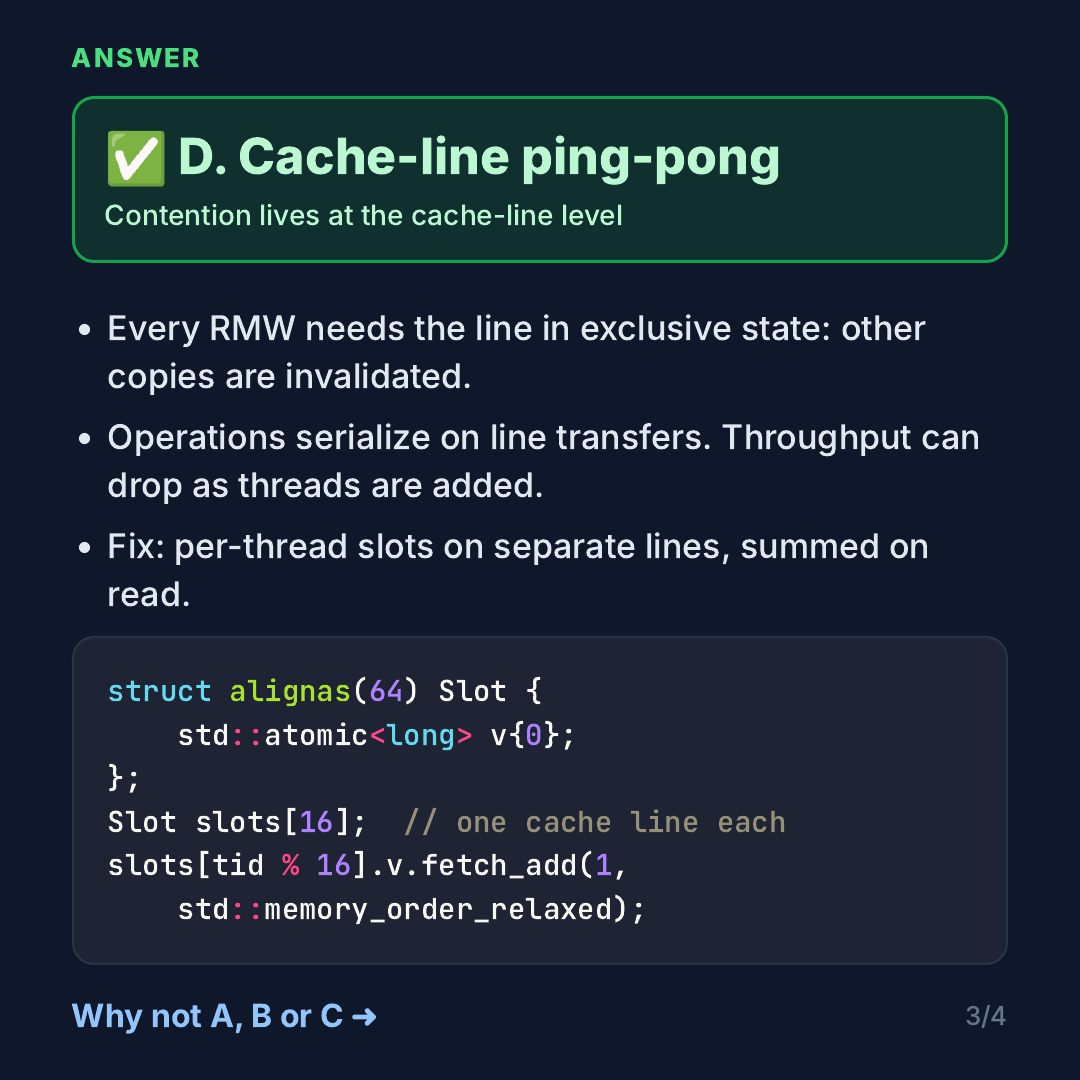 ANSWER
✅ D. Cache-line ping-pong
Contention lives at the cache-line level
• Every RMW needs the line in exclusive state: other
copies are invalidated.
• Operations serialize on line transfers. Throughput can
drop as threads are added.
• Fix: per-thread slots on separate lines, summed on
read.
struct alignas(64) Slot {
    std::atomic<long> v{0};
};
Slot slots[16];  // one cache line each
slots[tid % 16].v.fetch_add(1,
    std::memory_order_relaxed);
Why not A, B or C ➜
3/4